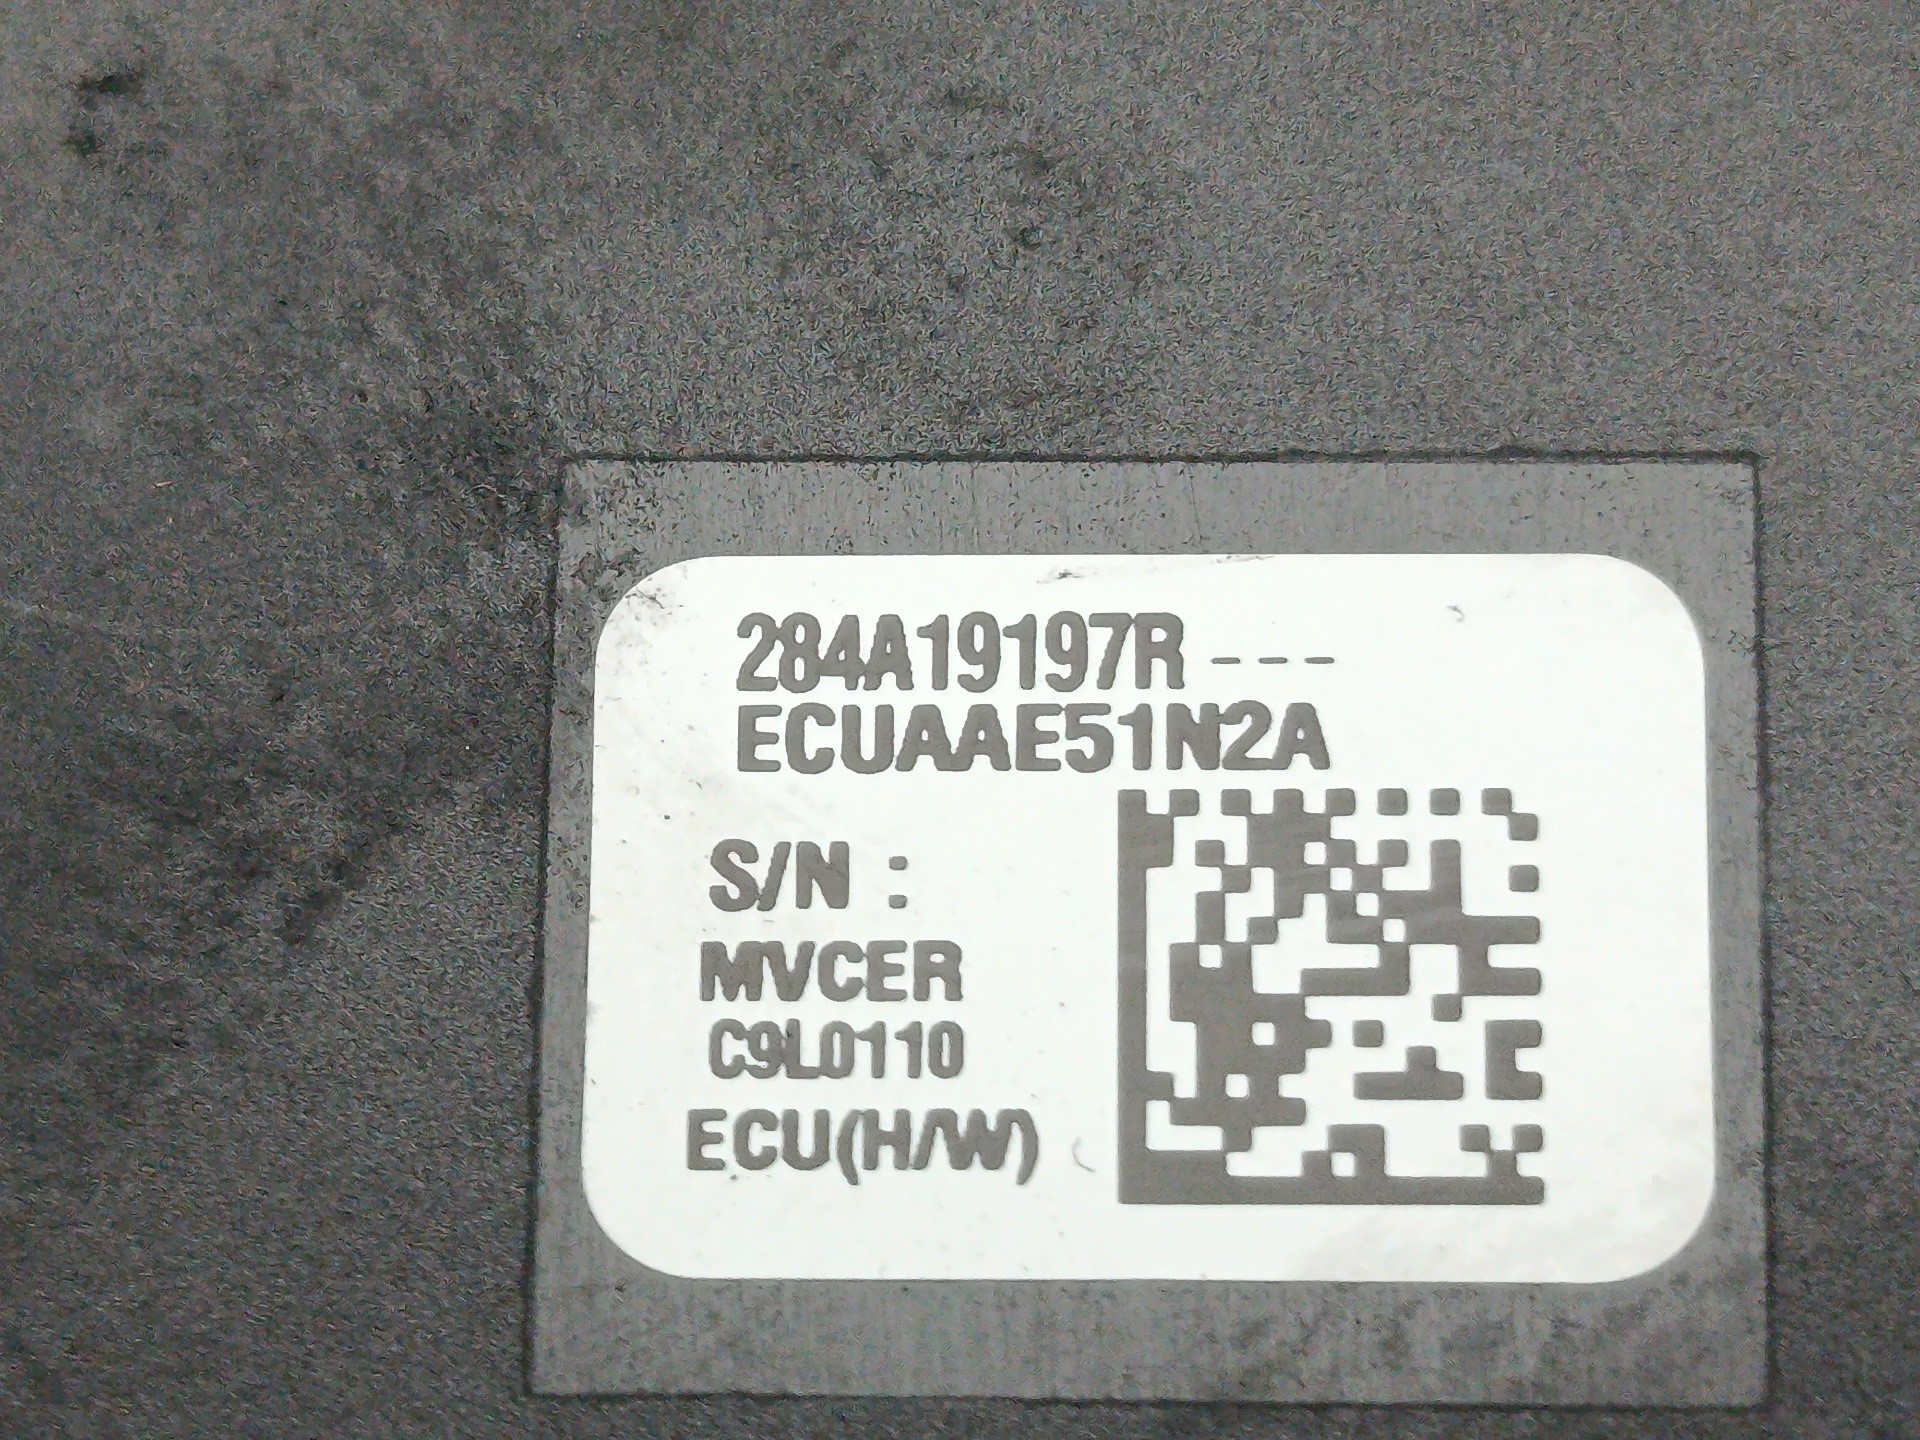 284A19197R---
ECUAAE51N2A
S/N :
MVCER
C9L0110
ECU(H/W)